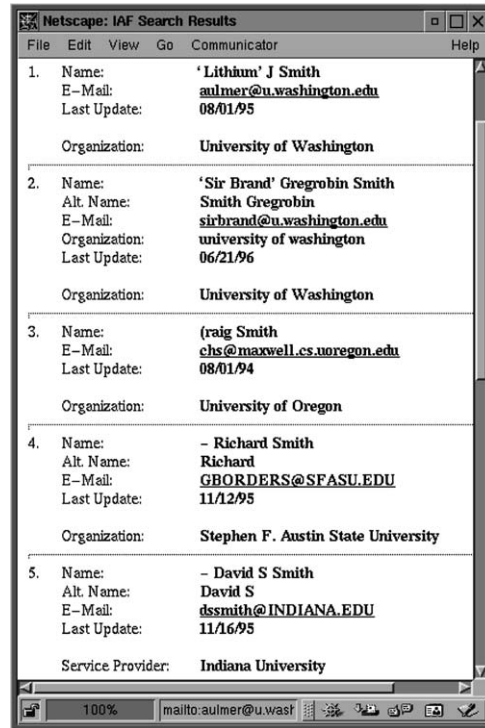 Netscape: IAF Search Results
File Edit View Go Communicator Help
1. Name: ‘Lithium’ J Smith
E–Mail: aulmer@u.washington.edu
Last Update: 08/01/95
Organization: University of Washington
2. Name: ‘Sir Brand’ Gregrobin Smith
Alt. Name: Smith Gregrobin
E–Mail: sirbrand@u.washington.edu
Organization: university of washington
Last Update: 06/21/96
Organization: University of Washington
3. Name: (raig Smith
E–Mail: chs@maxwell.cs.uoregon.edu
Last Update: 08/01/94
Organization: University of Oregon
4. Name: – Richard Smith
Alt. Name: Richard
E–Mail: GBORDERS@SFASU.EDU
Last Update: 11/12/95
Organization: Stephen F. Austin State University
5. Name: – David S Smith
Alt. Name: David S
E–Mail: dssmith@INDIANA.EDU
Last Update: 11/16/95
Service Provider: Indiana University
100% mailto:aulmer@u.wash